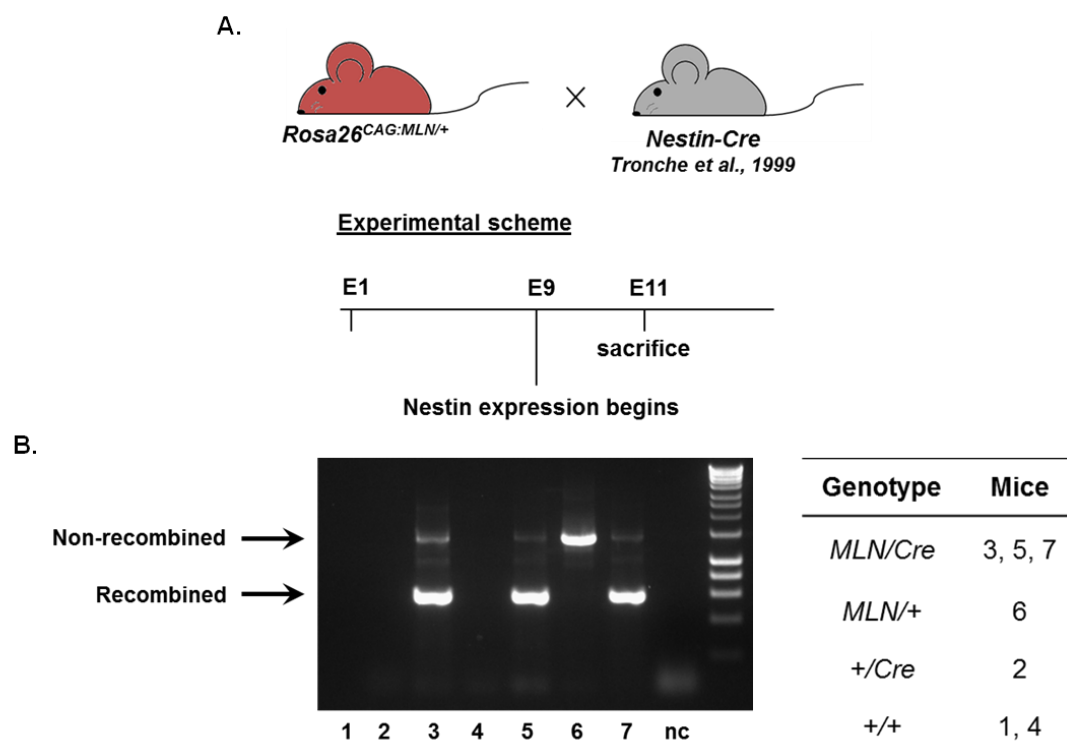 A.
×
Rosa26^CAG:MLN/+
Nestin-Cre
Tronche et al., 1999
Experimental scheme
E1 E9 E11
sacrifice
Nestin expression begins
B.
Non-recombined
Recombined
1 2 3 4 5 6 7 nc
Genotype Mice
MLN/Cre 3, 5, 7
MLN/+ 6
+/Cre 2
+/+ 1, 4